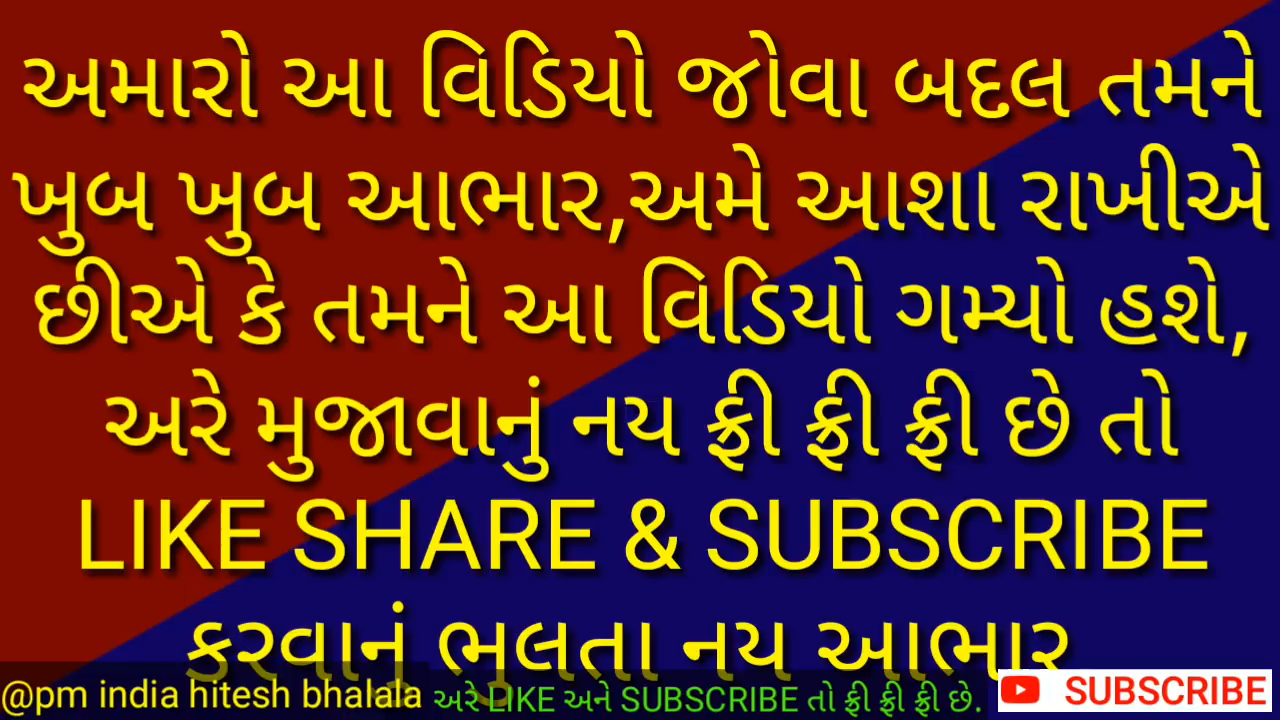 અમારો આ વિડિયો જોવા બદલ તમને
ખુબ ખુબ આભાર,અમે આશા રાખીએ
છીએ કે તમને આ વિડિયો ગમ્યો હશે,
અરે મુજાવાનું નય ફ્રી ફ્રી ફ્રી છે તો
LIKE SHARE & SUBSCRIBE
કરવાનું ભુલતા નય આભાર
@pm india hitesh bhalala
અરે LIKE અને SUBSCRIBE તો ફ્રી ફ્રી ફ્રી છે.
SUBSCRIBE